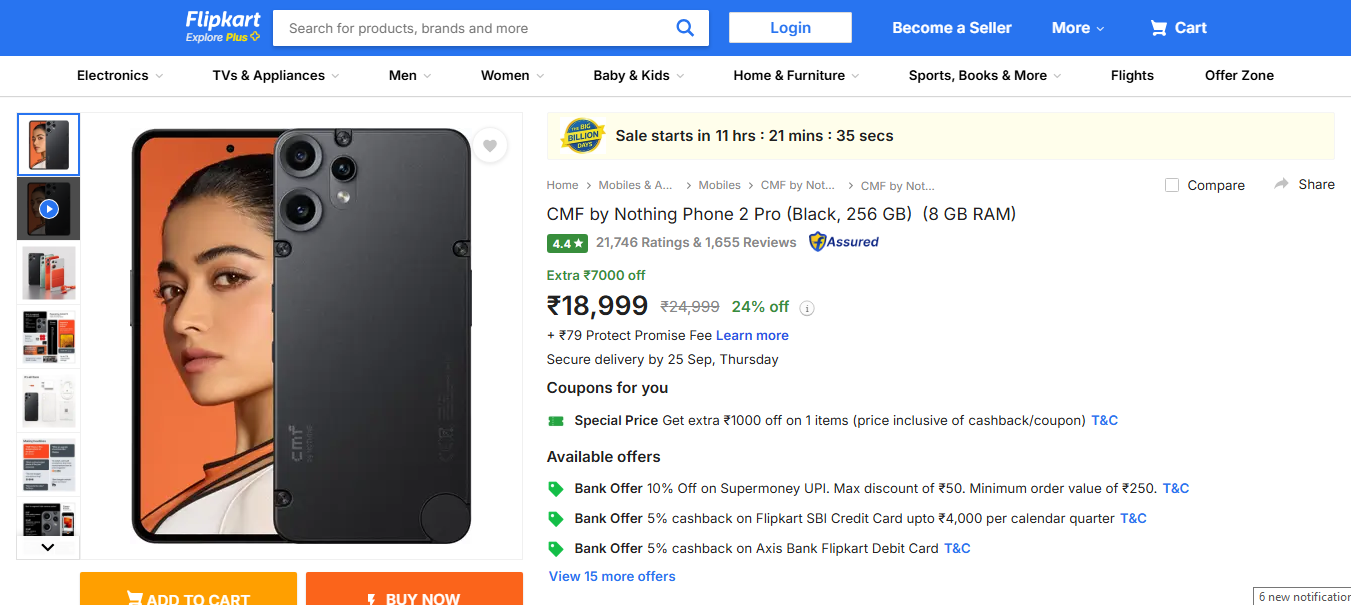 Flipkart
Explore Plus
Search for products, brands and more
Login
Become a Seller
More
Cart
Electronics
TVs & Appliances
Men
Women
Baby & Kids
Home & Furniture
Sports, Books & More
Flights
Offer Zone
THE BIG BILLION DAYS
Sale starts in 11 hrs : 21 mins : 35 secs
Home
Mobiles & A...
Mobiles
CMF by Not...
CMF by Not...
Compare
Share
CMF by Nothing Phone 2 Pro (Black, 256 GB) (8 GB RAM)
4.4★
21,746 Ratings & 1,655 Reviews
Assured
Extra ₹7000 off
₹18,999 ₹24,999 24% off
+ ₹79 Protect Promise Fee Learn more
Secure delivery by 25 Sep, Thursday
Coupons for you
Special Price Get extra ₹1000 off on 1 items (price inclusive of cashback/coupon) T&C
Available offers
Bank Offer 10% Off on Supermoney UPI. Max discount of ₹50. Minimum order value of ₹250. T&C
Bank Offer 5% cashback on Flipkart SBI Credit Card upto ₹4,000 per calendar quarter T&C
Bank Offer 5% cashback on Axis Bank Flipkart Debit Card T&C
View 15 more offers
cmf
ADD TO CART
BUY NOW
6 new notification